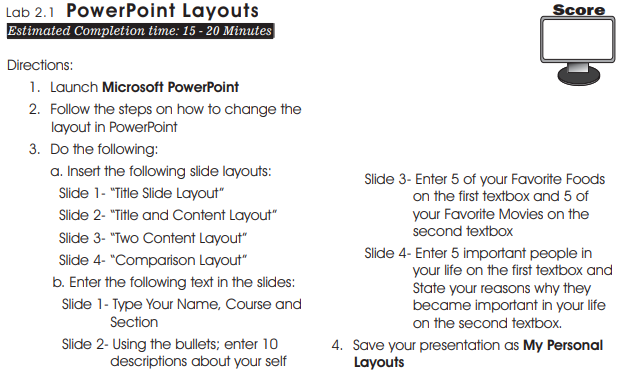 Lab 2.1 PowerPoint Layouts
Estimated Completion time: 15 - 20 Minutes
Score
Directions:
1. Launch Microsoft PowerPoint
2. Follow the steps on how to change the
layout in PowerPoint
3. Do the following:
a. Insert the following slide layouts:
Slide 1- “Title Slide Layout”
Slide 2- “Title and Content Layout”
Slide 3- “Two Content Layout”
Slide 4- “Comparison Layout”
b. Enter the following text in the slides:
Slide 1- Type Your Name, Course and
Section
Slide 2- Using the bullets; enter 10
descriptions about your self
Slide 3- Enter 5 of your Favorite Foods
on the first textbox and 5 of
your Favorite Movies on the
second textbox
Slide 4- Enter 5 important people in
your life on the first textbox and
State your reasons why they
became important in your life
on the second textbox.
4. Save your presentation as My Personal
Layouts